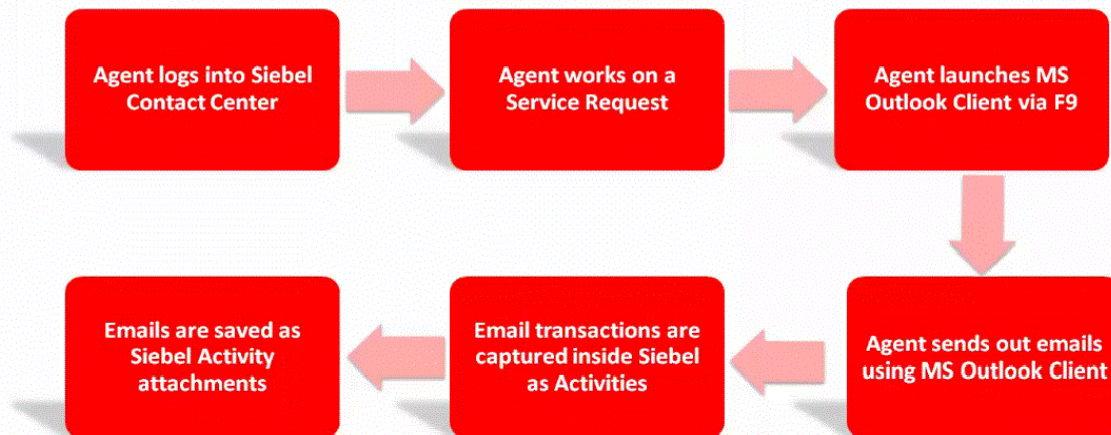 Agent logs into Siebel
Contact Center
Agent works on a
Service Request
Agent launches MS
Outlook Client via F9
Agent sends out emails
using MS Outlook Client
Email transactions are
captured inside Siebel
as Activities
Emails are saved as
Siebel Activity
attachments